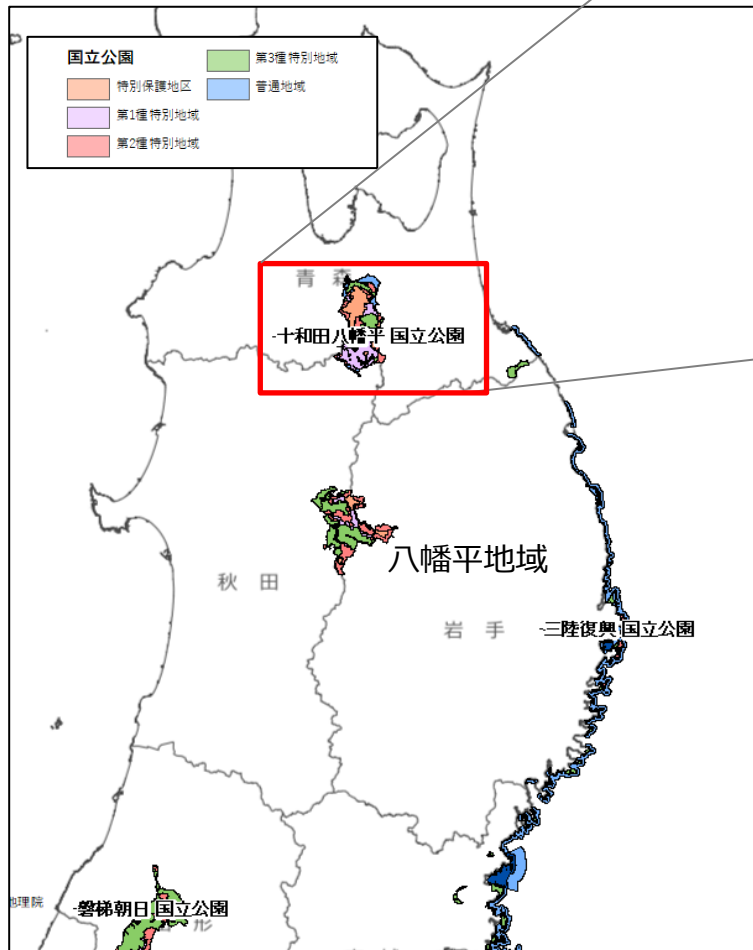 国立公園
特別保護地区
第1種特別地域
第2種特別地域
第3種特別地域
普通地域
青 森
十和田八幡平 国立公園
八幡平地域
秋 田
岩 手
三陸復興 国立公園
地理院
磐梯朝日 国立公園
形